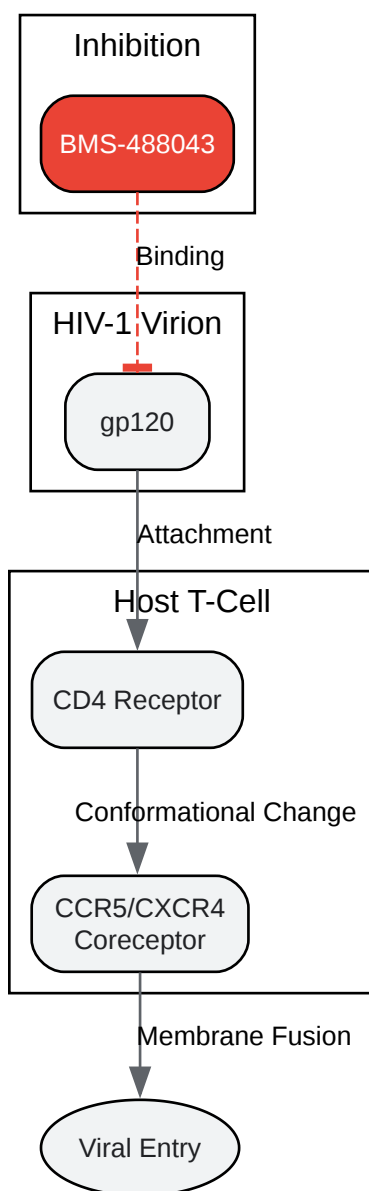 Inhibition
BMS-488043
Binding
HIV-1 Virion
gp120
Attachment
Host T-Cell
CD4 Receptor
Conformational Change
CCR5/CXCR4
Coreceptor
Membrane Fusion
Viral Entry